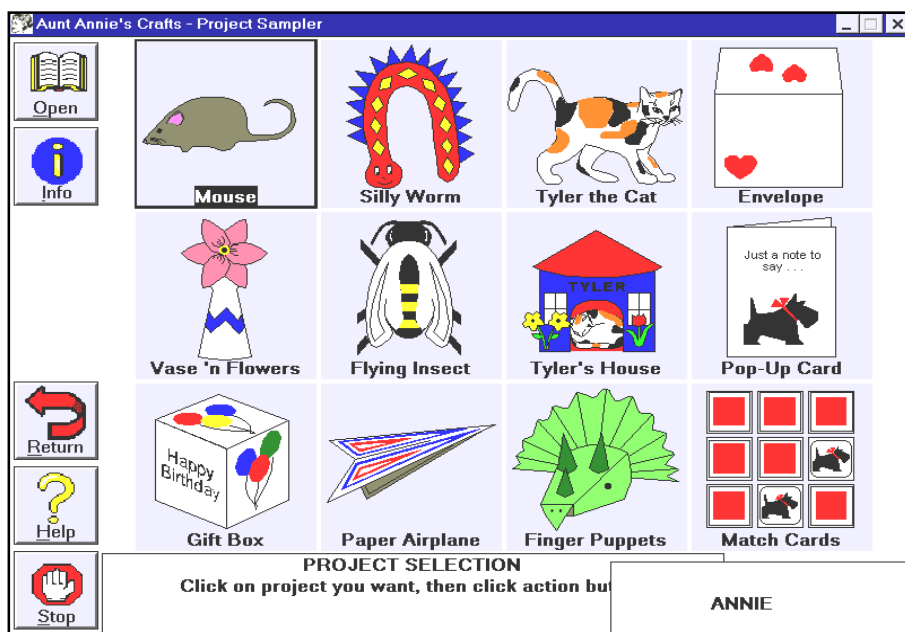 Aunt Annie's Crafts - Project Sampler
Open
Info
Mouse
Silly Worm
Tyler the Cat
Envelope
TYLER
Just a note to
say . . .
Vase 'n Flowers
Flying Insect
Tyler's House
Pop-Up Card
Return
Help
Stop
Happy
Birthday
Gift Box
Paper Airplane
Finger Puppets
Match Cards
PROJECT SELECTION
Click on project you want, then click action
ANNIE